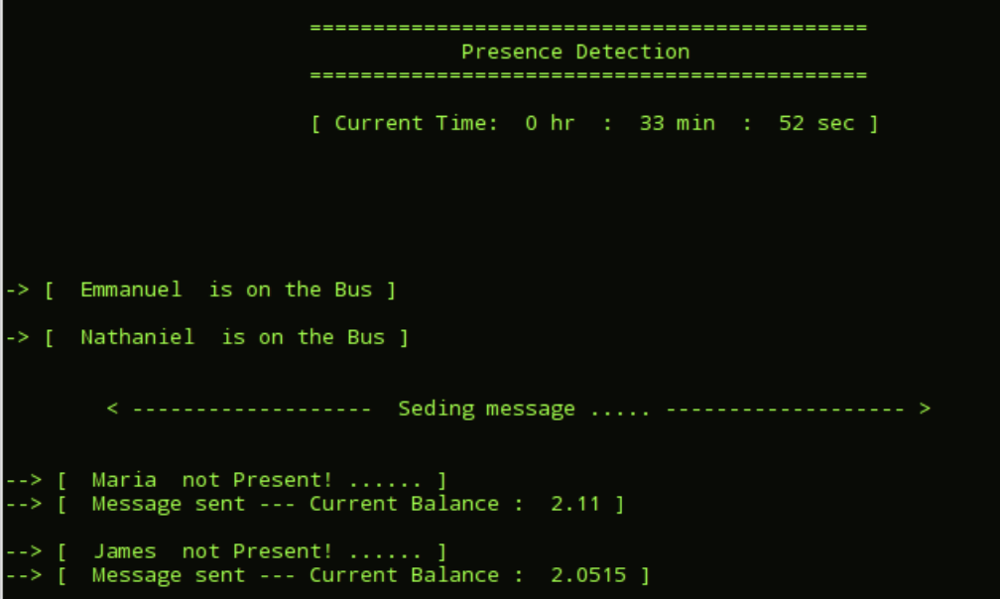 ============================================
Presence Detection
============================================
[ Current Time:  0 hr  :  33 min  :  52 sec ]
-> [  Emmanuel  is on the Bus ]
-> [  Nathaniel  is on the Bus ]
< -------------------  Seding message ..... ------------------- >
--> [  Maria  not Present! ...... ]
--> [  Message sent --- Current Balance :  2.11 ]
--> [  James  not Present! ...... ]
--> [  Message sent --- Current Balance :  2.0515 ]